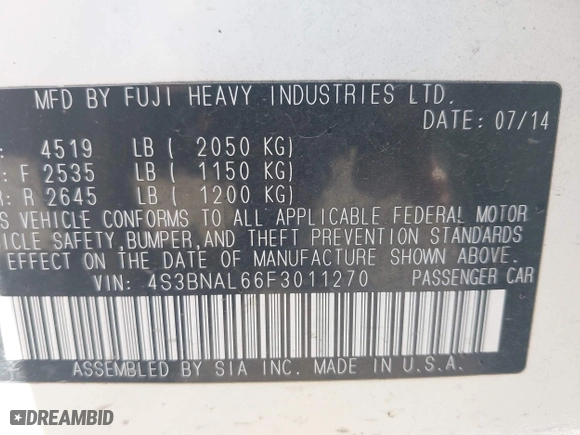 MFD BY FUJI HEAVY INDUSTRIES LTD.
DATE: 07/14
: 4519 LB ( 2050 KG)
: F 2535 LB ( 1150 KG)
R: R 2645 LB ( 1200 KG)
S VEHICLE CONFORMS TO ALL APPLICABLE FEDERAL MOTOR
HICLE SAFETY, BUMPER, AND THEFT PREVENTION STANDARDS
EFFECT ON THE DATE OF MANUFACTURE SHOWN ABOVE.
VIN: 4S3BNAL66F3011270 PASSENGER CAR
ASSEMBLED BY SIA INC. MADE IN U.S.A.
DREAMBID